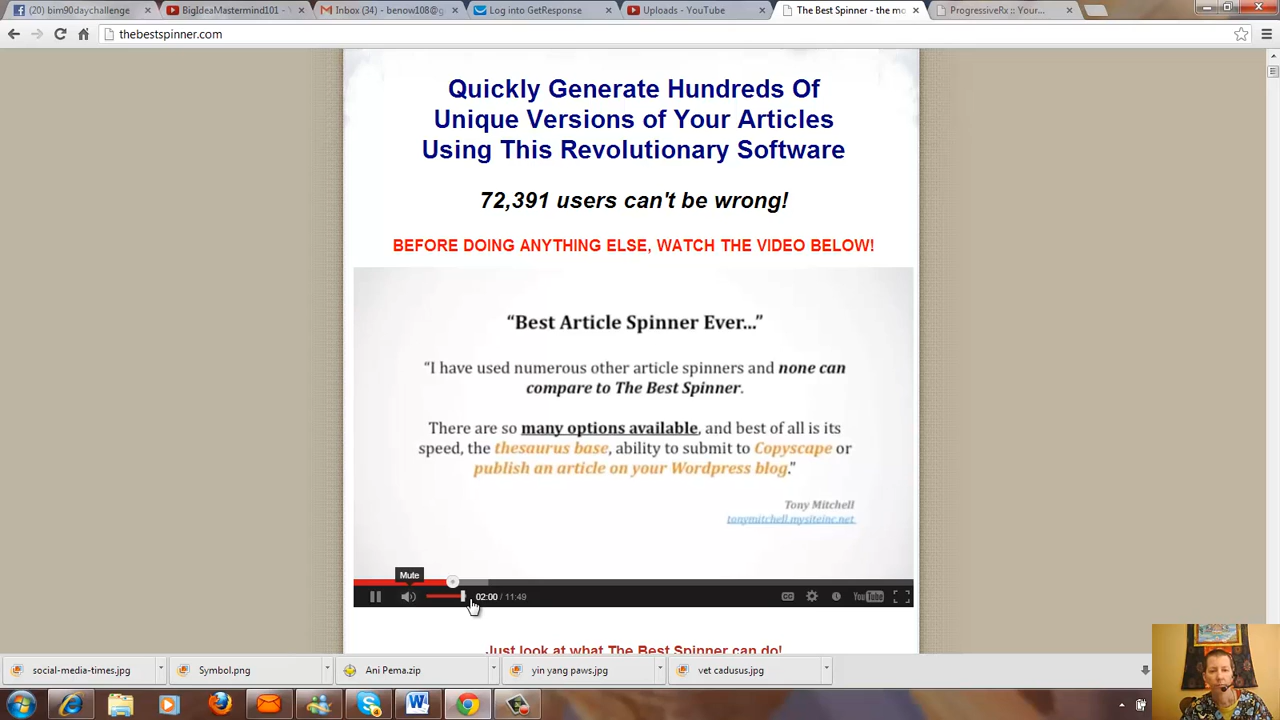 (20) bim90daychallenge
BigIdeaMastermind101 - Y
Inbox (34) - benow108@g
Log into GetResponse
Uploads - YouTube
The Best Spinner - the mo
ProgressiveRx :: Your...
thebestspinner.com
Quickly Generate Hundreds Of
Unique Versions of Your Articles
Using This Revolutionary Software
72,391 users can't be wrong!
BEFORE DOING ANYTHING ELSE, WATCH THE VIDEO BELOW!
“Best Article Spinner Ever...”
“I have used numerous other article spinners and none can
compare to The Best Spinner.
There are so many options available, and best of all is its
speed, the thesaurus base, ability to submit to Copyscape or
publish an article on your Wordpress blog.”
Tony Mitchell
tonymitchell.mysiteinc.net
Mute
02:00 / 11:49
CC
YouTube
Just look at what The Best Spinner can do!
social-media-times.jpg
Symbol.png
Ani Pema.zip
yin yang paws.jpg
vet cadusus.jpg